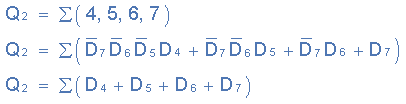 Q₂ = ∑( 4, 5, 6, 7 )
Q₂ = ∑( D̅₇D̅₆D̅₅D₄ + D̅₇D̅₆D₅ + D̅₇D₆ + D₇ )
Q₂ = ∑( D₄ + D₅ + D₆ + D₇ )